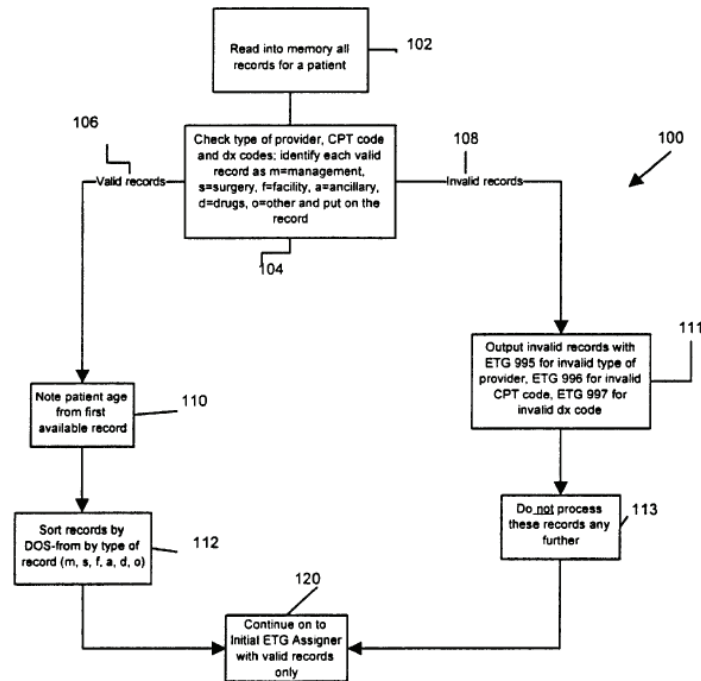 Read into memory all
records for a patient
102
106
108
100
Check type of provider, CPT code
and dx codes; identify each valid
record as m=management,
s=surgery, f=facility, a=ancillary,
d=drugs, o=other and put on the
record
Valid records
Invalid records
104
111
Output invalid records with
ETG 995 for invalid type of
provider, ETG 996 for invalid
CPT code, ETG 997 for
invalid dx code
Note patient age
from first
available record
110
Sort records by
DOS-from by type of
record (m, s, f, a, d, o)
112
Do not process
these records any
further
113
120
Continue on to
Initial ETG Assigner
with valid records
only